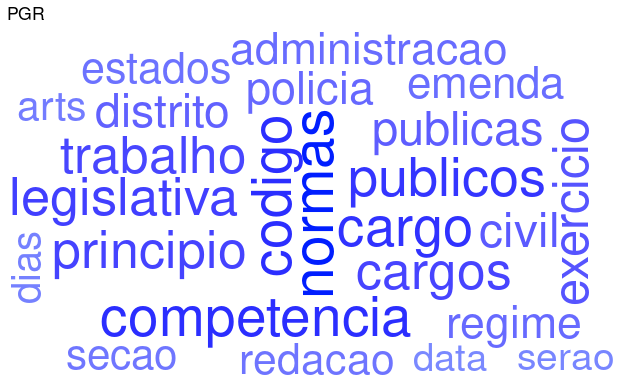 PGR
administracao
estados
policia
emenda
arts
distrito
publicas
codigo
normas
exercicio
trabalho
publicos
legislativa
cargo
civil
principio
cargos
dias
competencia
regime
secao
redacao
data
serao